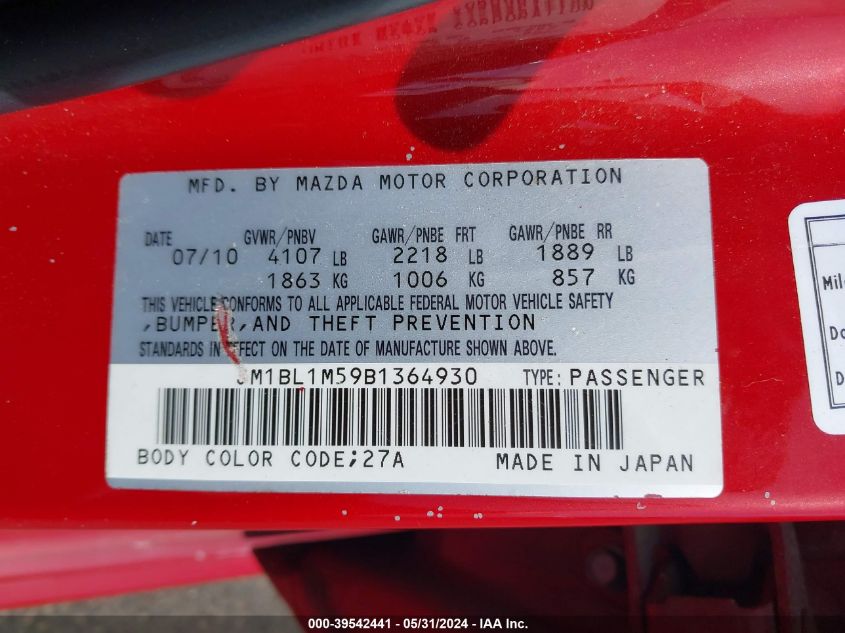 MFD. BY MAZDA MOTOR CORPORATION
DATE GVWR/PNBV GAWR/PNBE FRT GAWR/PNBE RR
07/10 4107 LB 2218 LB 1889 LB
1863 KG 1006 KG 857 KG
THIS VEHICLE CONFORMS TO ALL APPLICABLE FEDERAL MOTOR VEHICLE SAFETY
,BUMPER,AND THEFT PREVENTION
STANDARDS IN EFFECT ON THE DATE OF MANUFACTURE SHOWN ABOVE.
JM1BL1M59B1364930 TYPE: PASSENGER
BODY COLOR CODE;27A MADE IN JAPAN
000-39542441 - 05/31/2024 - IAA Inc.